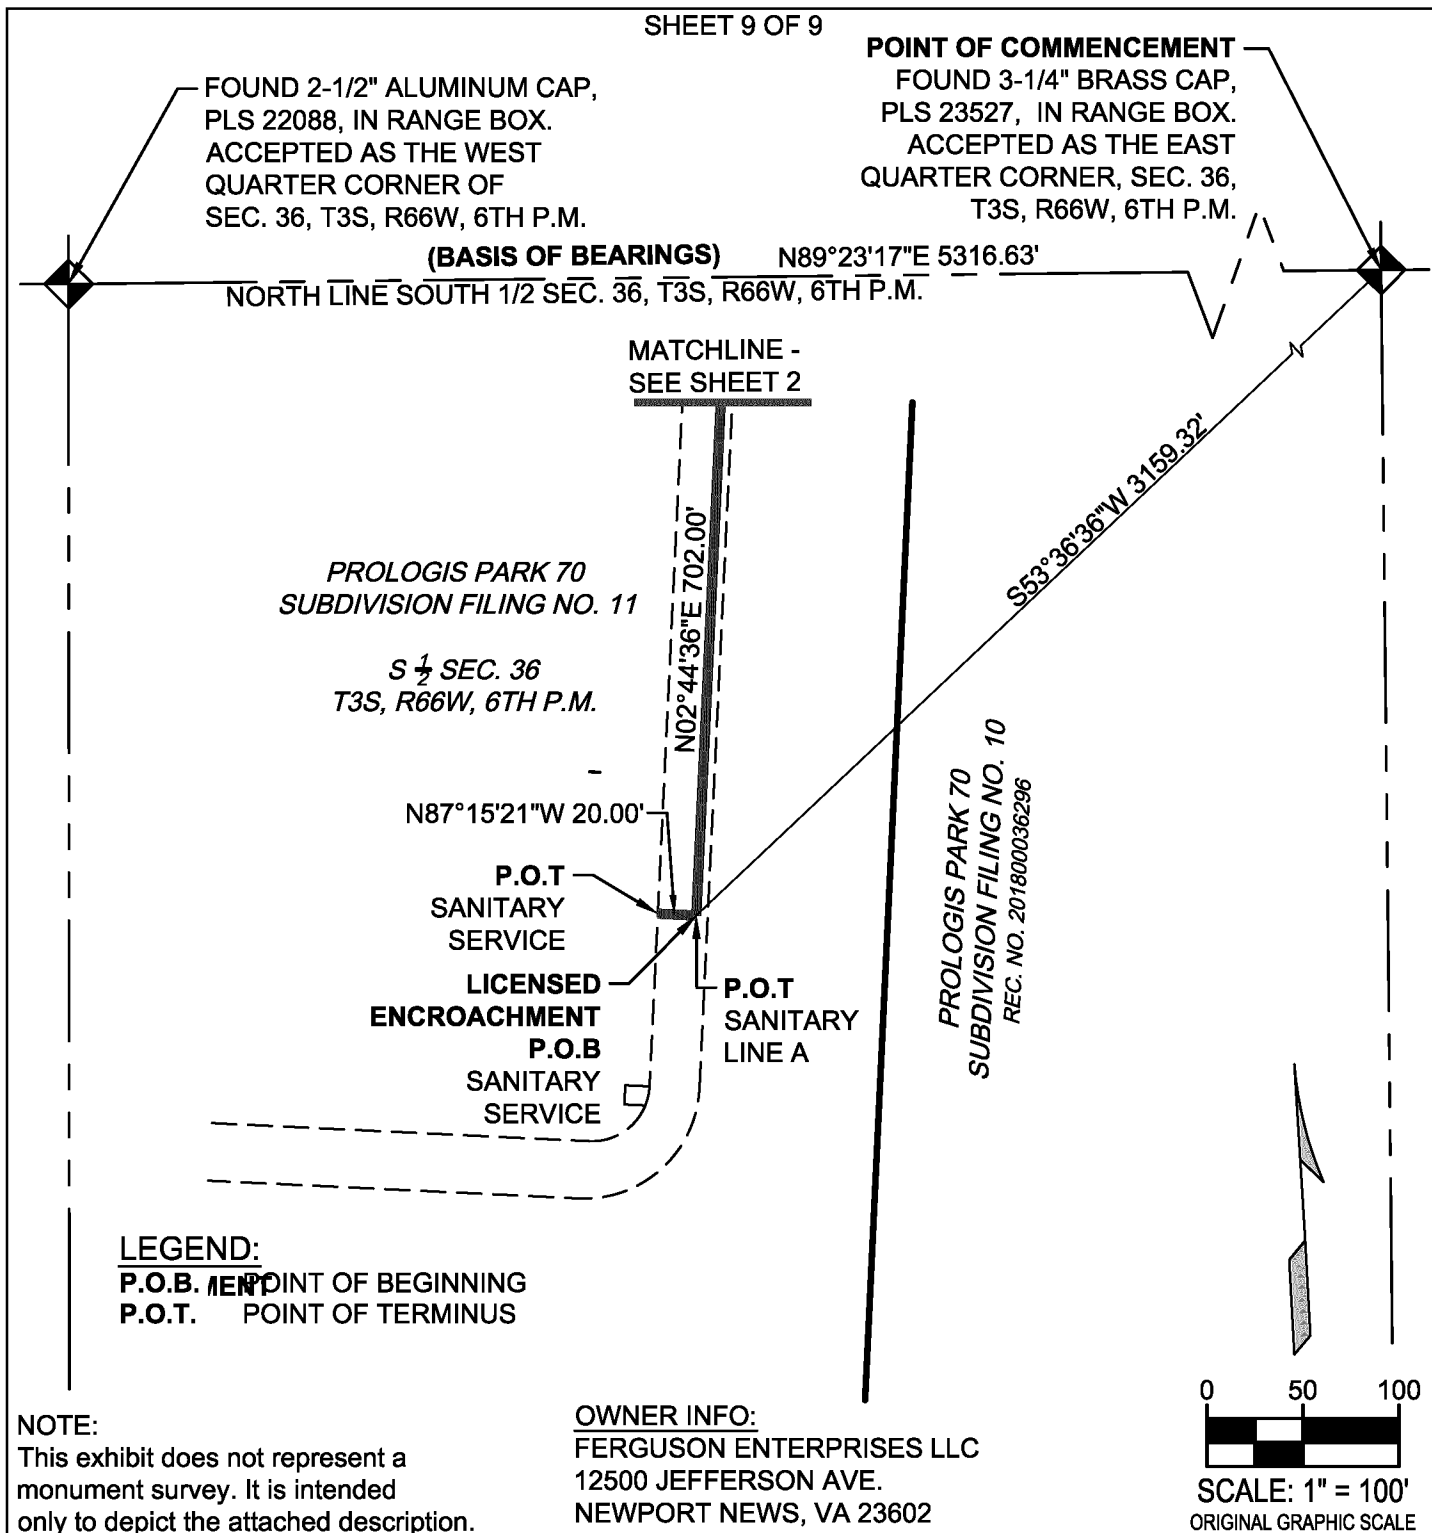 SHEET 9 OF 9
POINT OF COMMENCEMENT
FOUND 3-1/4" BRASS CAP,
PLS 23527, IN RANGE BOX.
ACCEPTED AS THE EAST
QUARTER CORNER, SEC. 36,
T3S, R66W, 6TH P.M.
FOUND 2-1/2" ALUMINUM CAP,
PLS 22088, IN RANGE BOX.
ACCEPTED AS THE WEST
QUARTER CORNER OF
SEC. 36, T3S, R66W, 6TH P.M.
(BASIS OF BEARINGS) N89°23'17"E 5316.63'
NORTH LINE SOUTH 1/2 SEC. 36, T3S, R66W, 6TH P.M.
MATCHLINE -
SEE SHEET 2
S53°36'36"W 3159.32'
N02°44'36"E 702.00'
PROLOGIS PARK 70
SUBDIVISION FILING NO. 11
S 1/2 SEC. 36
T3S, R66W, 6TH P.M.
N87°15'21"W 20.00'
P.O.T
SANITARY
SERVICE
LICENSED
ENCROACHMENT
P.O.B
SANITARY
SERVICE
P.O.T
SANITARY
LINE A
PROLOGIS PARK 70
SUBDIVISION FILING NO. 10
REC. NO. 201800036296
LEGEND:
P.O.B. MENT POINT OF BEGINNING
P.O.T. POINT OF TERMINUS
NOTE:
This exhibit does not represent a
monument survey. It is intended
only to depict the attached description.
OWNER INFO:
FERGUSON ENTERPRISES LLC
12500 JEFFERSON AVE.
NEWPORT NEWS, VA 23602
0 50 100
SCALE: 1" = 100'
ORIGINAL GRAPHIC SCALE